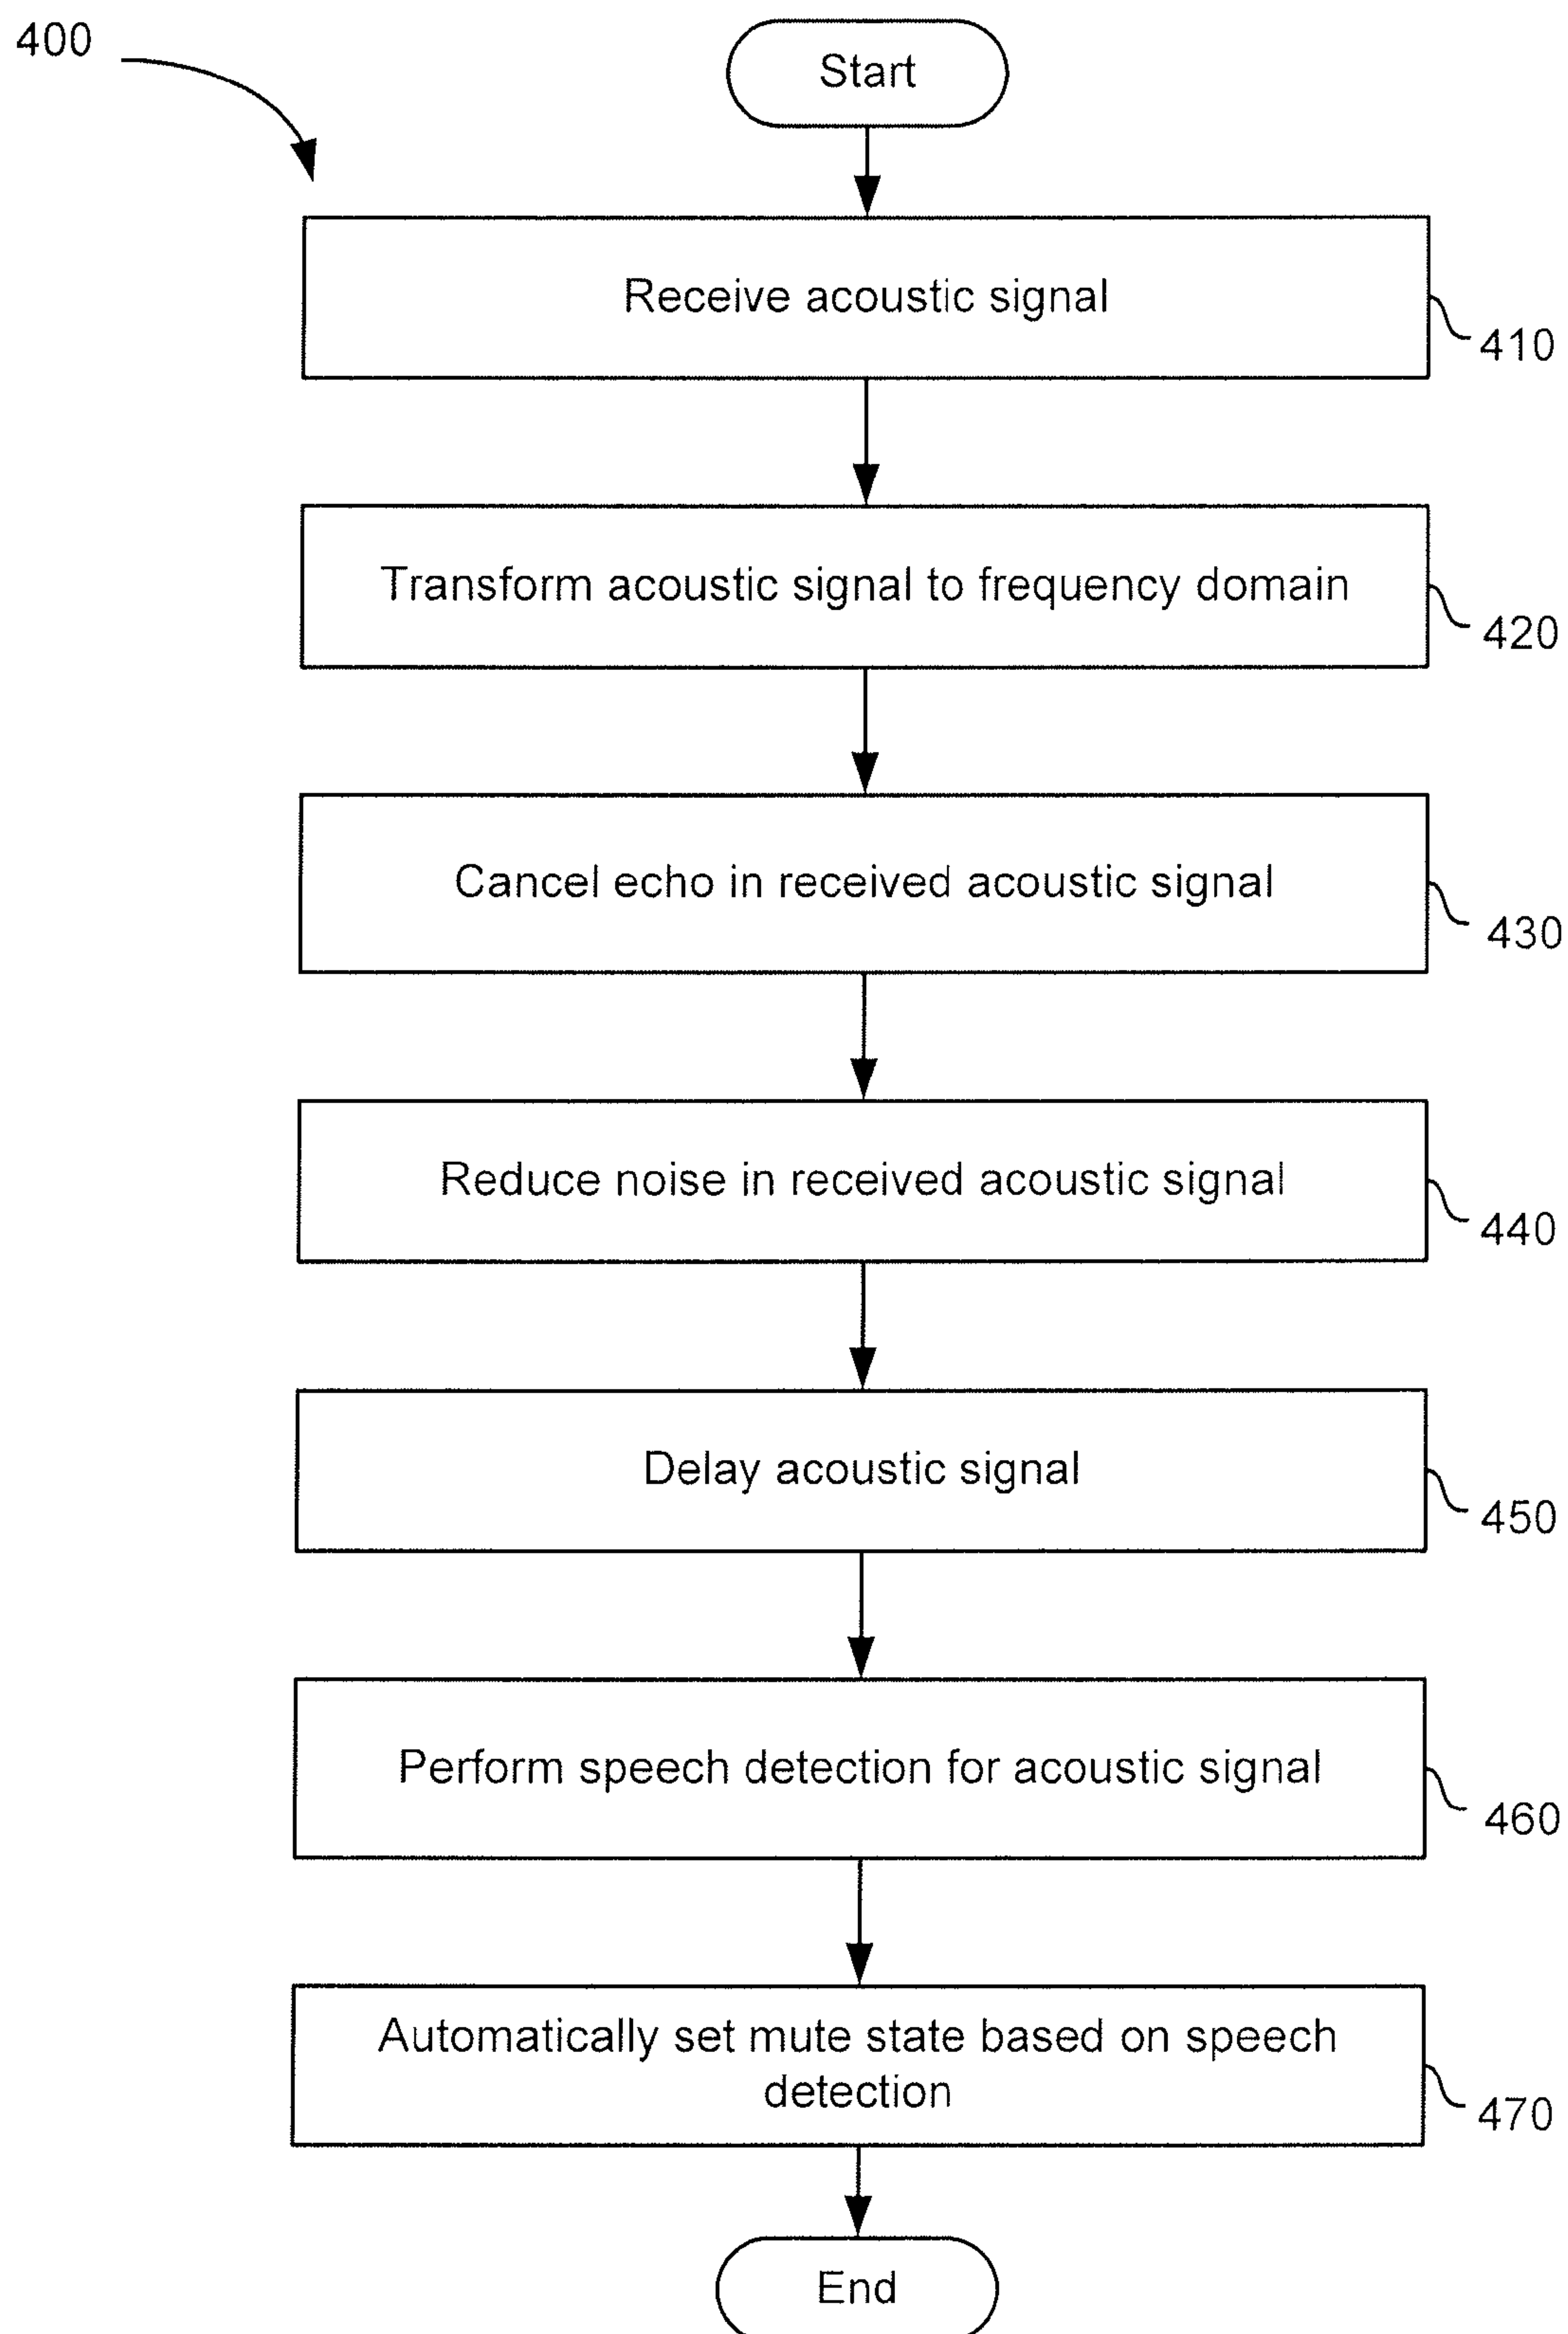 400
Start
Receive acoustic signal
410
Transform acoustic signal to frequency domain
420
Cancel echo in received acoustic signal
430
Reduce noise in received acoustic signal
440
Delay acoustic signal
450
Perform speech detection for acoustic signal
460
Automatically set mute state based on speech
detection
470
End